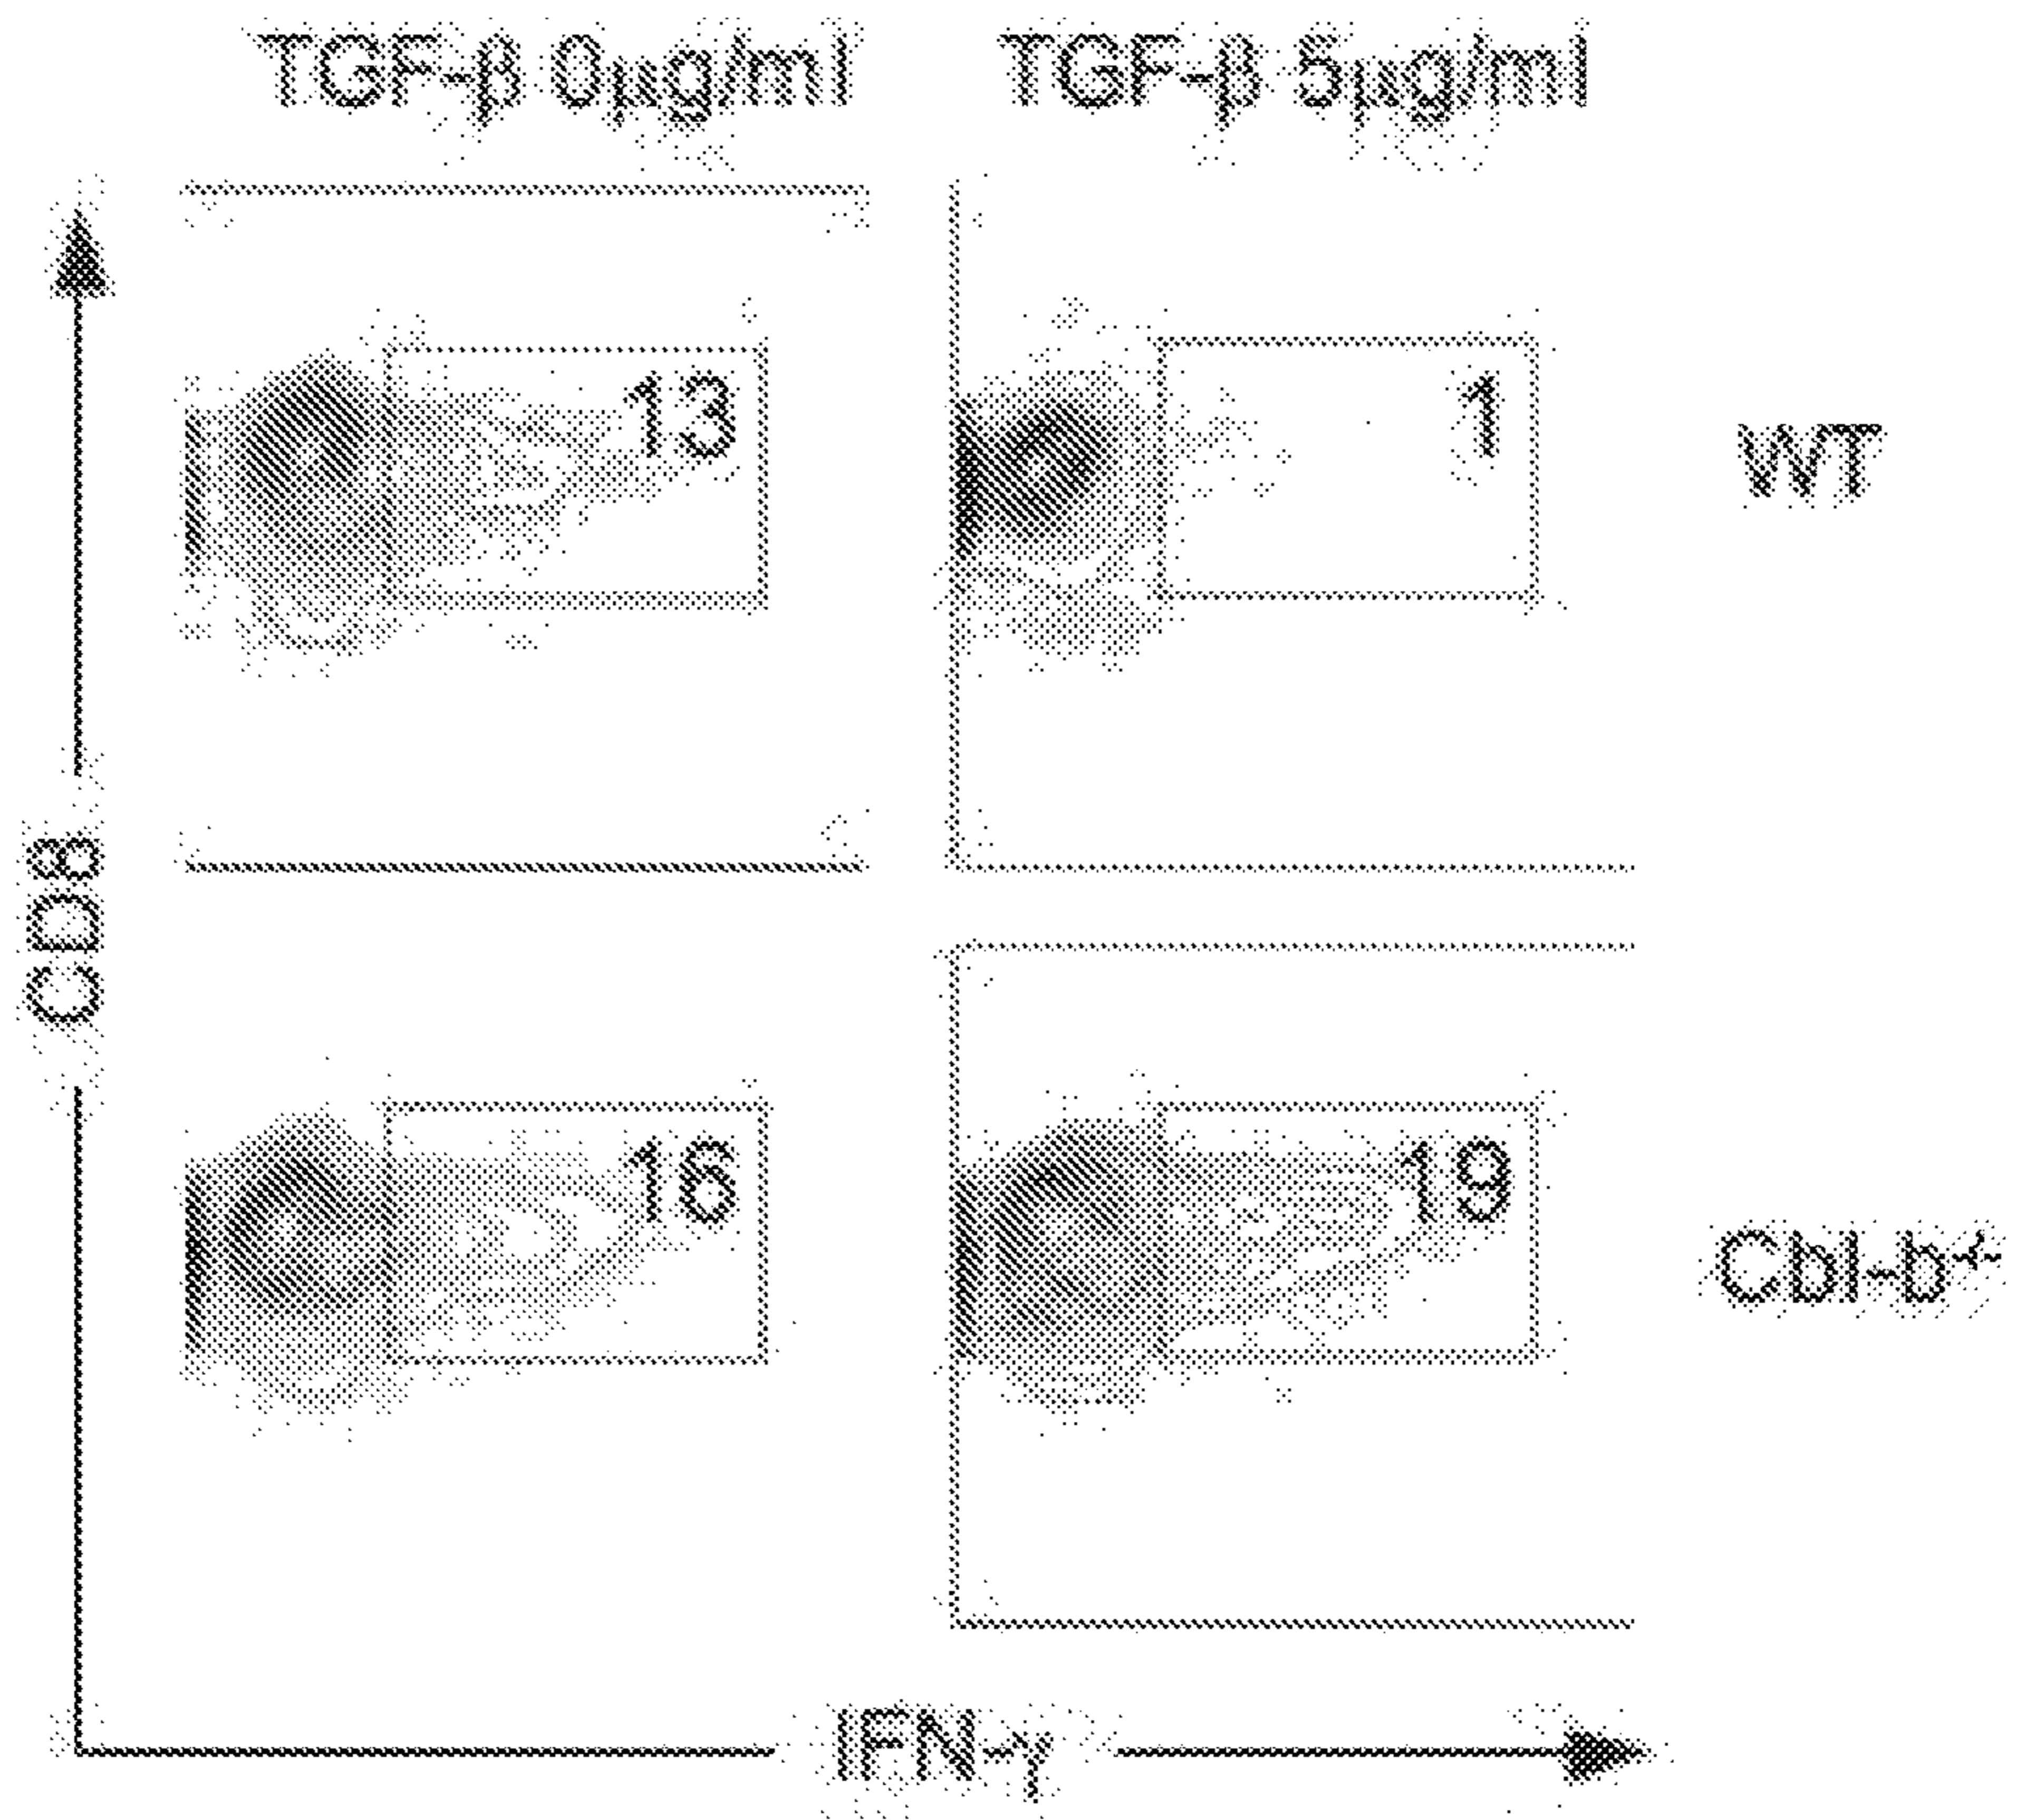 TGF-β 0µg/ml TGF-β 5µg/ml
13 1 WT
CD8
16 19 Cbl-b⁻/⁻
IFN-γ